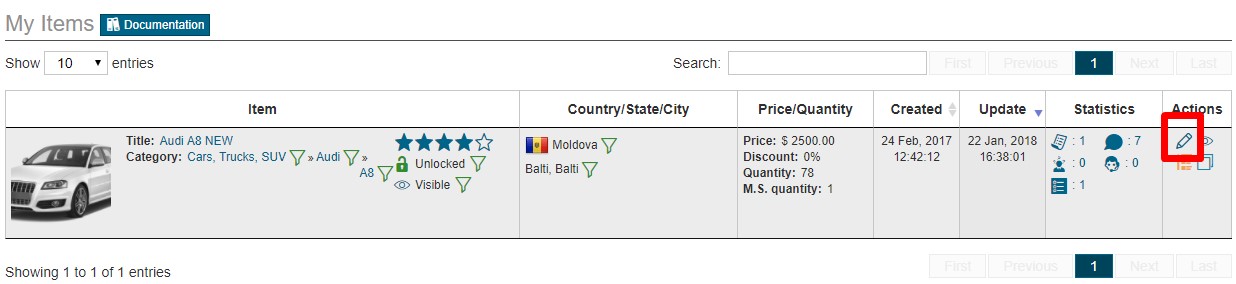 My Items Documentation
Show 10 entries Search: First Previous 1 Next Last
Item Country/State/City Price/Quantity Created Update Statistics Actions
Title: Audi A8 NEW
Category: Cars, Trucks, SUV » Audi »
A8
Unlocked
Visible
Moldova
Balti, Balti
Price: $ 2500.00
Discount: 0%
Quantity: 78
M.S. quantity: 1
24 Feb, 2017
12:42:12
22 Jan, 2018
16:38:01
: 1 : 7
: 0 : 0
: 1
Showing 1 to 1 of 1 entries First Previous 1 Next Last